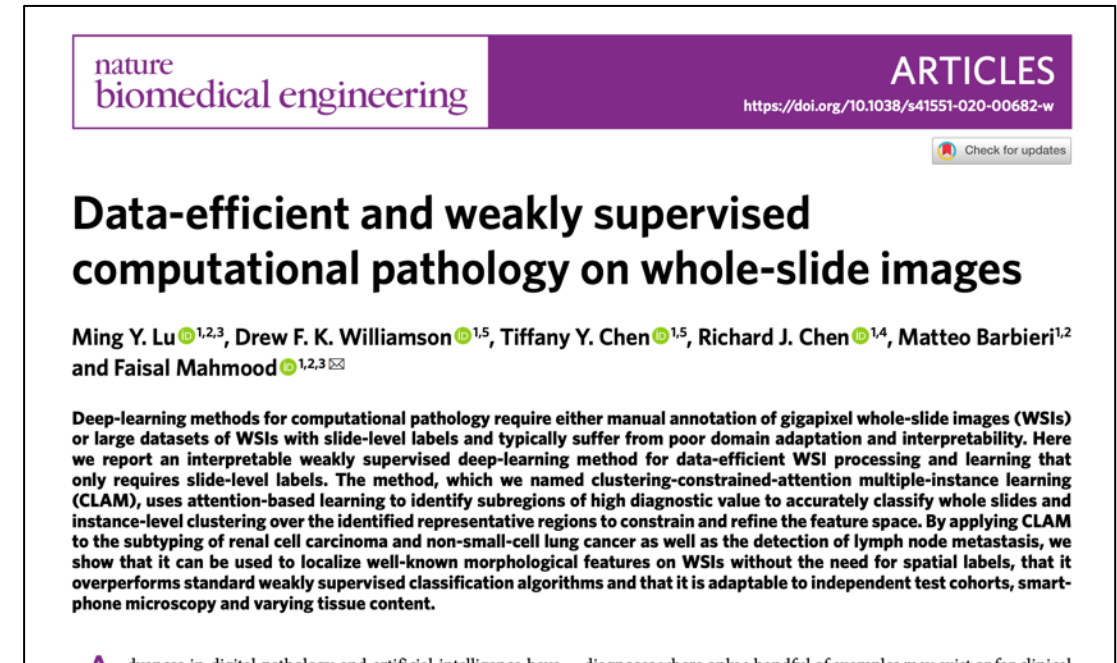 nature
biomedical engineering
ARTICLES
https://doi.org/10.1038/s41551-020-00682-w
Check for updates
Data-efficient and weakly supervised
computational pathology on whole-slide images
Ming Y. Lu 1,2,3, Drew F. K. Williamson 1,5, Tiffany Y. Chen 1,5, Richard J. Chen 1,4, Matteo Barbieri1,2
and Faisal Mahmood 1,2,3
Deep-learning methods for computational pathology require either manual annotation of gigapixel whole-slide images (WSIs)
or large datasets of WSIs with slide-level labels and typically suffer from poor domain adaptation and interpretability. Here
we report an interpretable weakly supervised deep-learning method for data-efficient WSI processing and learning that
only requires slide-level labels. The method, which we named clustering-constrained-attention multiple-instance learning
(CLAM), uses attention-based learning to identify subregions of high diagnostic value to accurately classify whole slides and
instance-level clustering over the identified representative regions to constrain and refine the feature space. By applying CLAM
to the subtyping of renal cell carcinoma and non-small-cell lung cancer as well as the detection of lymph node metastasis, we
show that it can be used to localize well-known morphological features on WSIs without the need for spatial labels, that it
overperforms standard weakly supervised classification algorithms and that it is adaptable to independent test cohorts, smart-
phone microscopy and varying tissue content.